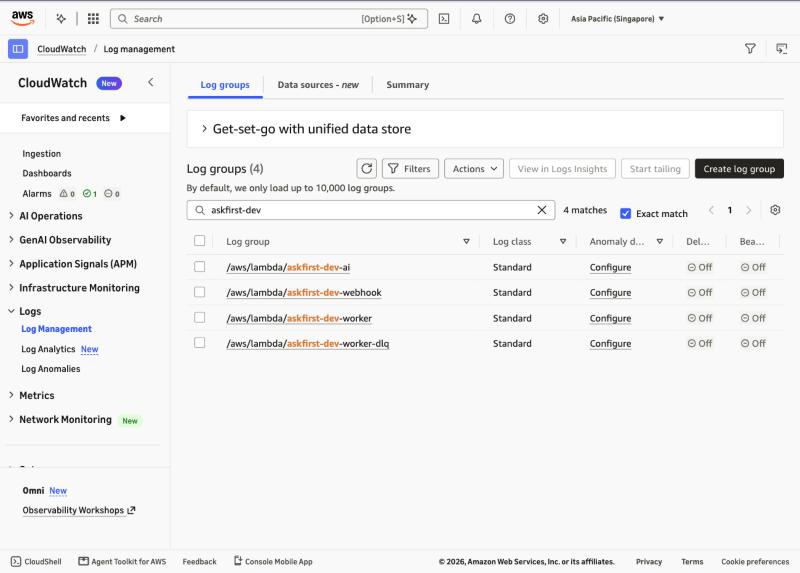 aws
Search [Option+S]
Asia Pacific (Singapore)
CloudWatch / Log management
CloudWatch New
Favorites and recents
Ingestion
Dashboards
Alarms 0 1 0
AI Operations
GenAI Observability
Application Signals (APM)
Infrastructure Monitoring
Logs
Log Management
Log Analytics New
Log Anomalies
Metrics
Network Monitoring New
Omni New
Observability Workshops
Log groups Data sources - new Summary
Get-set-go with unified data store
Log groups (4) Filters Actions View in Logs Insights Start tailing Create log group
By default, we only load up to 10,000 log groups.
askfirst-dev 4 matches Exact match 1
Log group Log class Anomaly d... Del... Bea...
/aws/lambda/askfirst-dev-ai Standard Configure Off Off
/aws/lambda/askfirst-dev-webhook Standard Configure Off Off
/aws/lambda/askfirst-dev-worker Standard Configure Off Off
/aws/lambda/askfirst-dev-worker-dlq Standard Configure Off Off
CloudShell Agent Toolkit for AWS Feedback Console Mobile App © 2026, Amazon Web Services, Inc. or its affiliates. Privacy Terms Cookie preferences